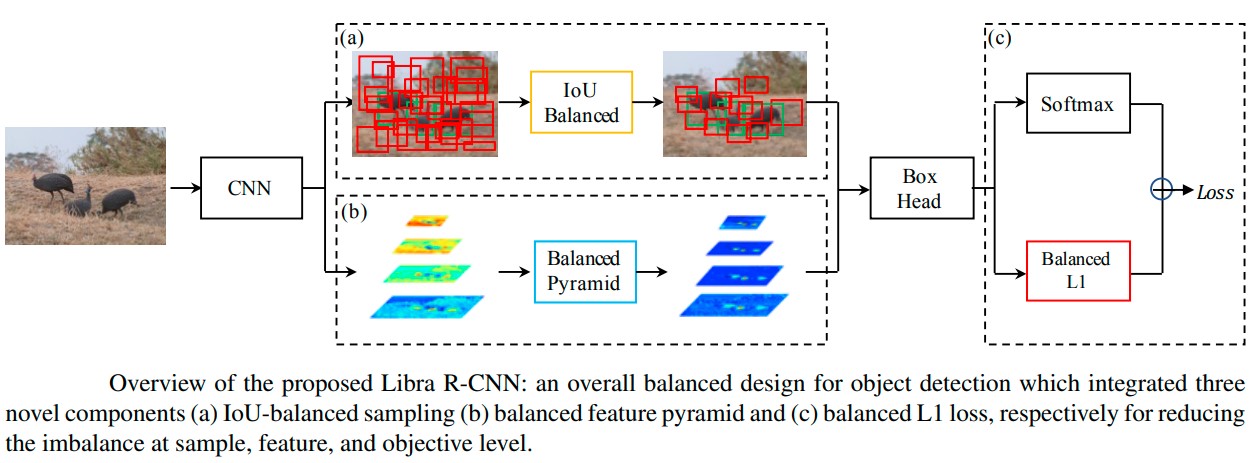 (a)
IoU
Balanced
(c)
Softmax
CNN
Box
Head
Loss
(b)
Balanced
Pyramid
Balanced
L1
Overview of the proposed Libra R-CNN: an overall balanced design for object detection which integrated three
novel components (a) IoU-balanced sampling (b) balanced feature pyramid and (c) balanced L1 loss, respectively for reducing
the imbalance at sample, feature, and objective level.